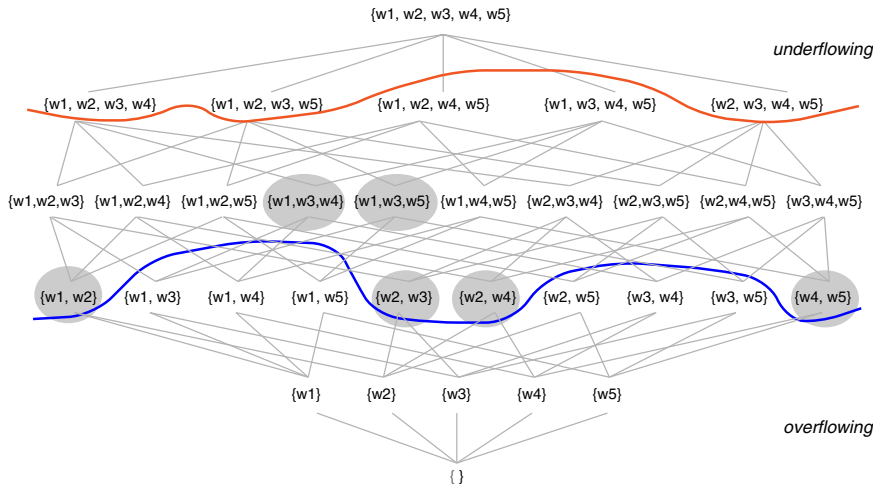 {w1, w2, w3, w4, w5}
underflowing
{w1, w2, w3, w4} {w1, w2, w3, w5} {w1, w2, w4, w5} {w1, w3, w4, w5} {w2, w3, w4, w5}
{w1,w2,w3} {w1,w2,w4} {w1,w2,w5} {w1,w3,w4} {w1,w3,w5} {w1,w4,w5} {w2,w3,w4} {w2,w3,w5} {w2,w4,w5} {w3,w4,w5}
{w1, w2} {w1, w3} {w1, w4} {w1, w5} {w2, w3} {w2, w4} {w2, w5} {w3, w4} {w3, w5} {w4, w5}
{w1} {w2} {w3} {w4} {w5}
overflowing
{ }